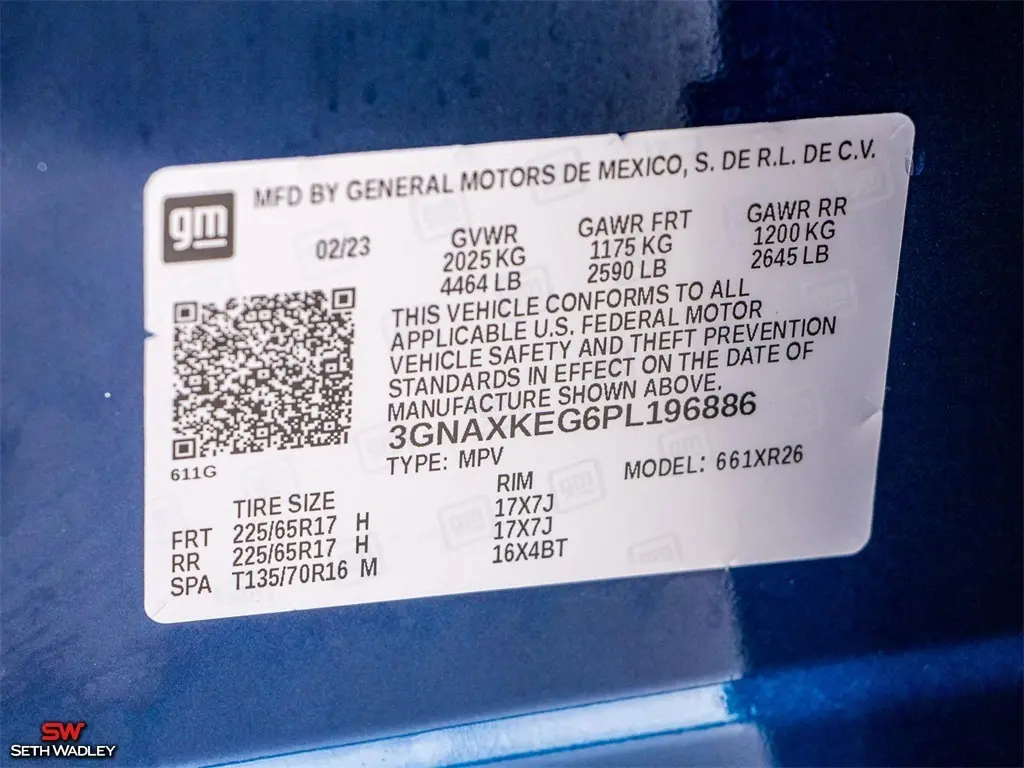 gm
MFD BY GENERAL MOTORS DE MEXICO, S. DE R.L. DE C.V.
02/23
GVWR
2025 KG
4464 LB
GAWR FRT
1175 KG
2590 LB
GAWR RR
1200 KG
2645 LB
THIS VEHICLE CONFORMS TO ALL
APPLICABLE U.S. FEDERAL MOTOR
VEHICLE SAFETY AND THEFT PREVENTION
STANDARDS IN EFFECT ON THE DATE OF
MANUFACTURE SHOWN ABOVE.
3GNAXKEG6PL196886
611G
TYPE: MPV
MODEL: 661XR26
TIRE SIZE RIM
FRT 225/65R17 H 17X7J
RR 225/65R17 H 17X7J
SPA T135/70R16 M 16X4BT
SW
SETH WADLEY